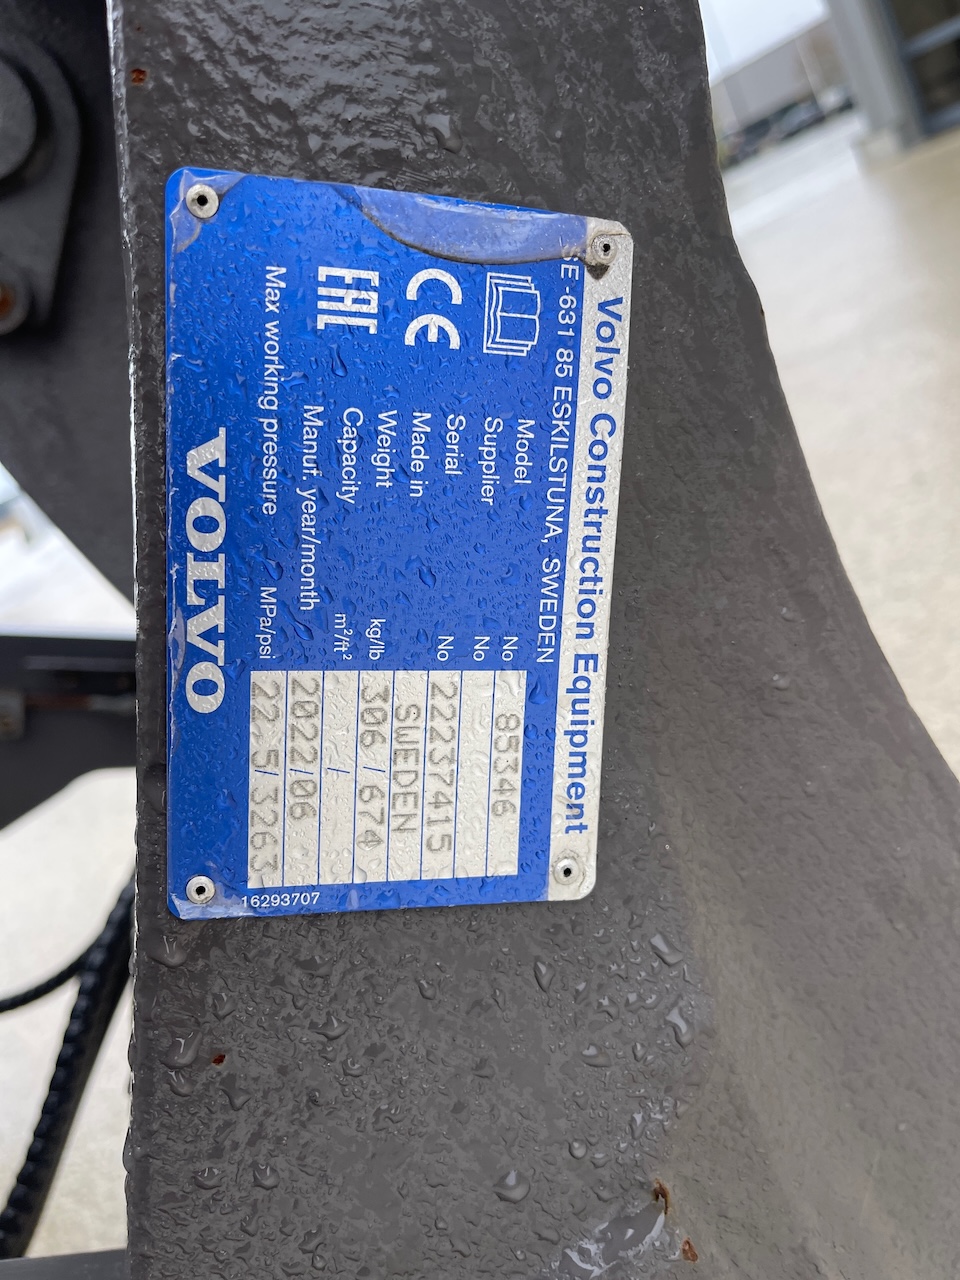 Volvo Construction Equipment
SE-631 85 ESKILSTUNA, SWEDEN
Model No 85346
Supplier No
Serial No 22237415
Made in SWEDEN
CE Weight kg/lb 306/674
EAC Capacity m²/ft² /
Manuf. year/month 2022/06
Max working pressure MPa/psi 22.5/3263
VOLVO
16293707